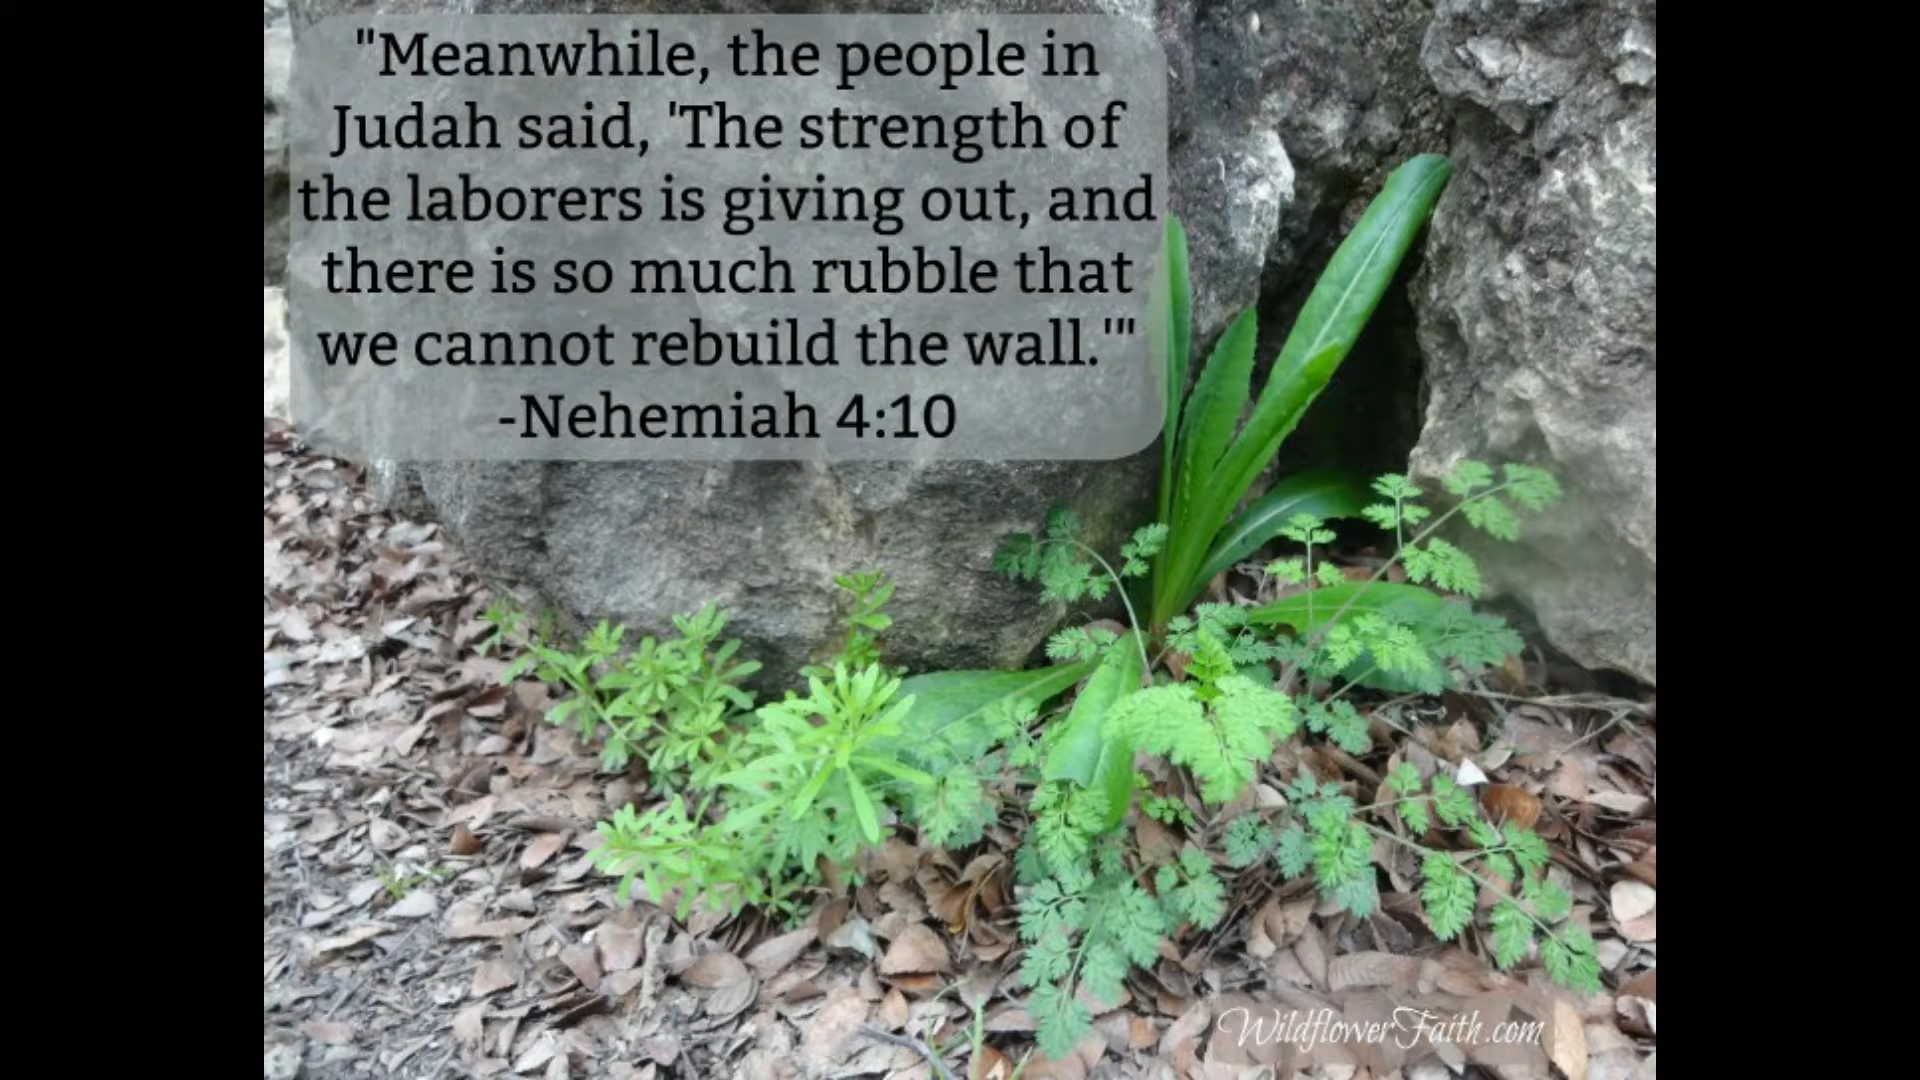 "Meanwhile, the people in
Judah said, 'The strength of
the laborers is giving out, and
there is so much rubble that
we cannot rebuild the wall.'"
-Nehemiah 4:10
WildflowerFaith.com